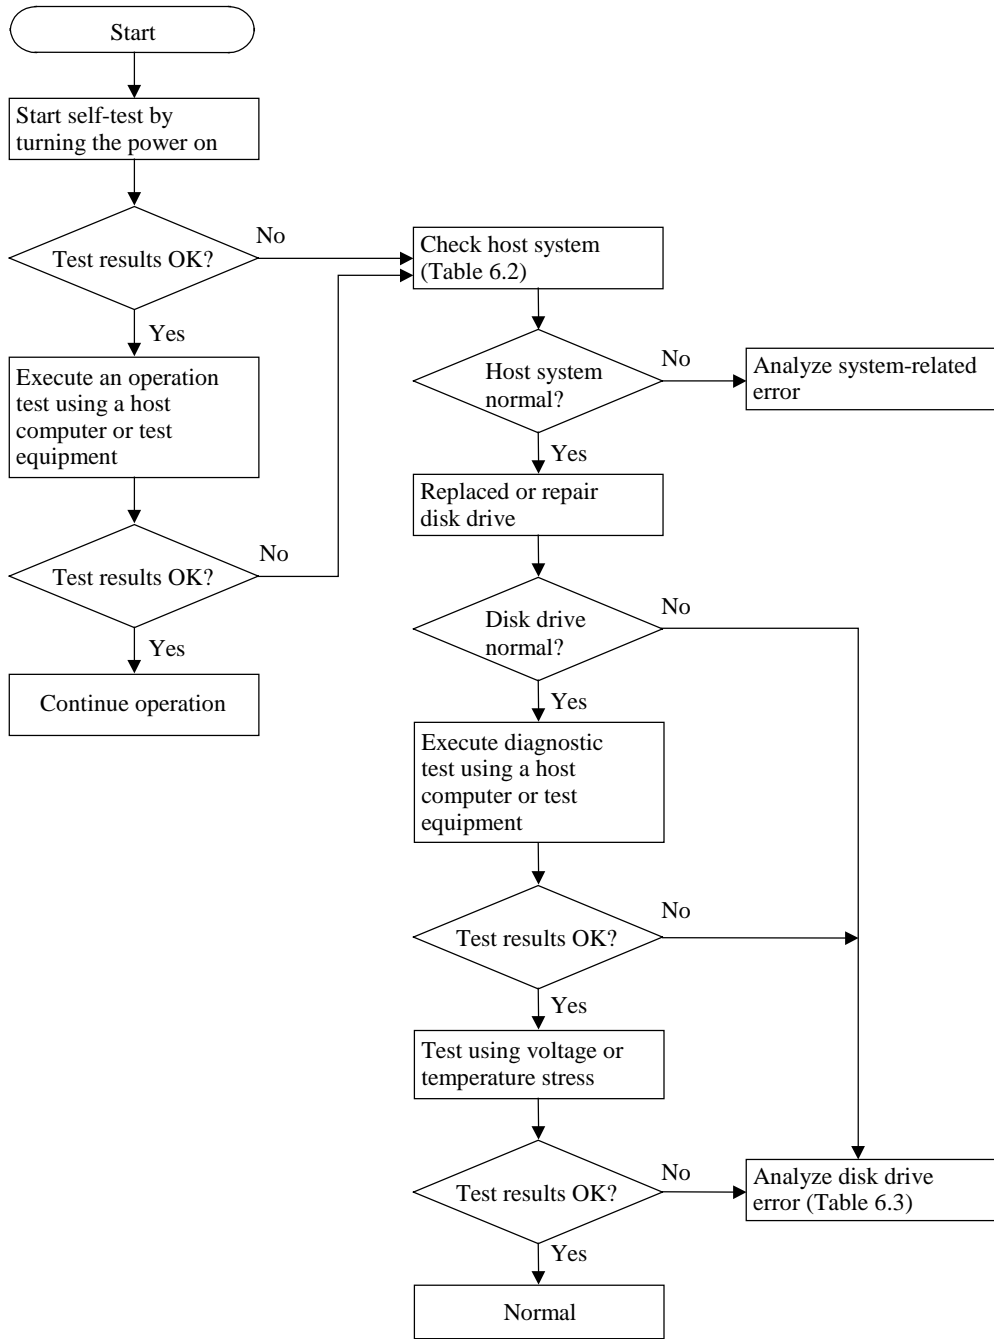 Start
Start self-test by
turning the power on
Test results OK?
No
Yes
Execute an operation
test using a host
computer or test
equipment
Test results OK?
No
Yes
Continue operation
Check host system
(Table 6.2)
Host system
normal?
No
Analyze system-related
error
Yes
Replaced or repair
disk drive
Disk drive
normal?
No
Yes
Execute diagnostic
test using a host
computer or test
equipment
Test results OK?
No
Yes
Test using voltage or
temperature stress
Test results OK?
No
Analyze disk drive
error (Table 6.3)
Yes
Normal